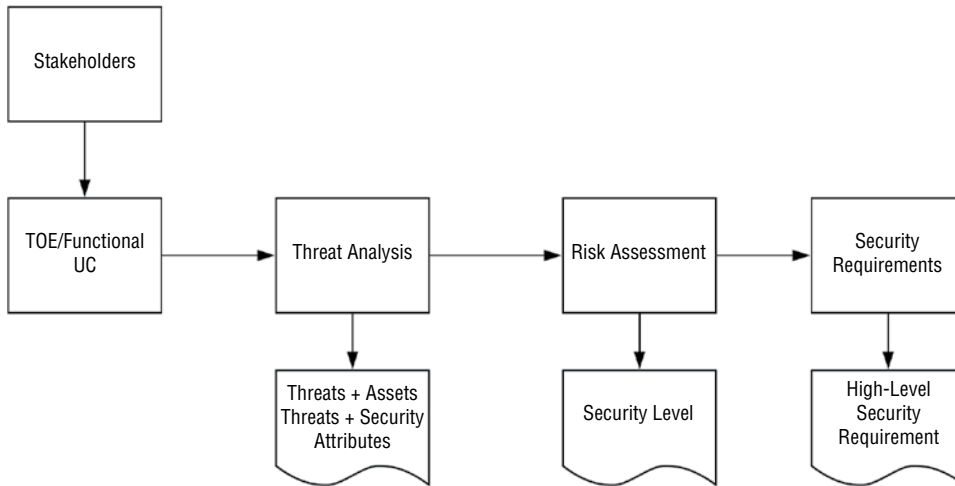 Stakeholders
TOE/Functional
UC
Threat Analysis
Risk Assessment
Security
Requirements
Threats + Assets
Threats + Security
Attributes
Security Level
High-Level
Security
Requirement